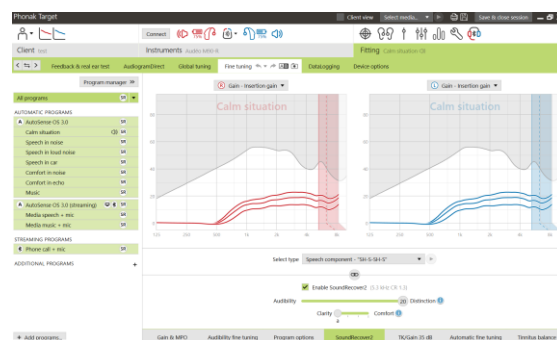 Phonak Target
Client view
Select media...
Save & close session
Connect
Client test
Instruments Audéo M90-R
Fitting Calm situation QI
Feedback & real ear test
AudiogramDirect
Global tuning
Fine tuning
DataLogging
Device options
Program manager
All programs
AUTOMATIC PROGRAMS
A AutoSense OS 3.0
Calm situation
Speech in noise
Speech in loud noise
Speech in car
Comfort in noise
Comfort in echo
Music
A AutoSense OS 3.0 (streaming)
Media speech + mic
Media music + mic
STREAMING PROGRAMS
Phone call + mic
ADDITIONAL PROGRAMS +
+ Add programs...
R Gain - Insertion gain
L Gain - Insertion gain
Calm situation
Calm situation
Select type
Speech component - "SH-S-SH-S"
Enable SoundRecover2
Audibility
20
Distinction
Clarity
Comfort
Gain & MPO
Audibility fine tuning
Program options
SoundRecover2
TK/Gain 35 dB
Automatic fine tuning
Tinnitus balance